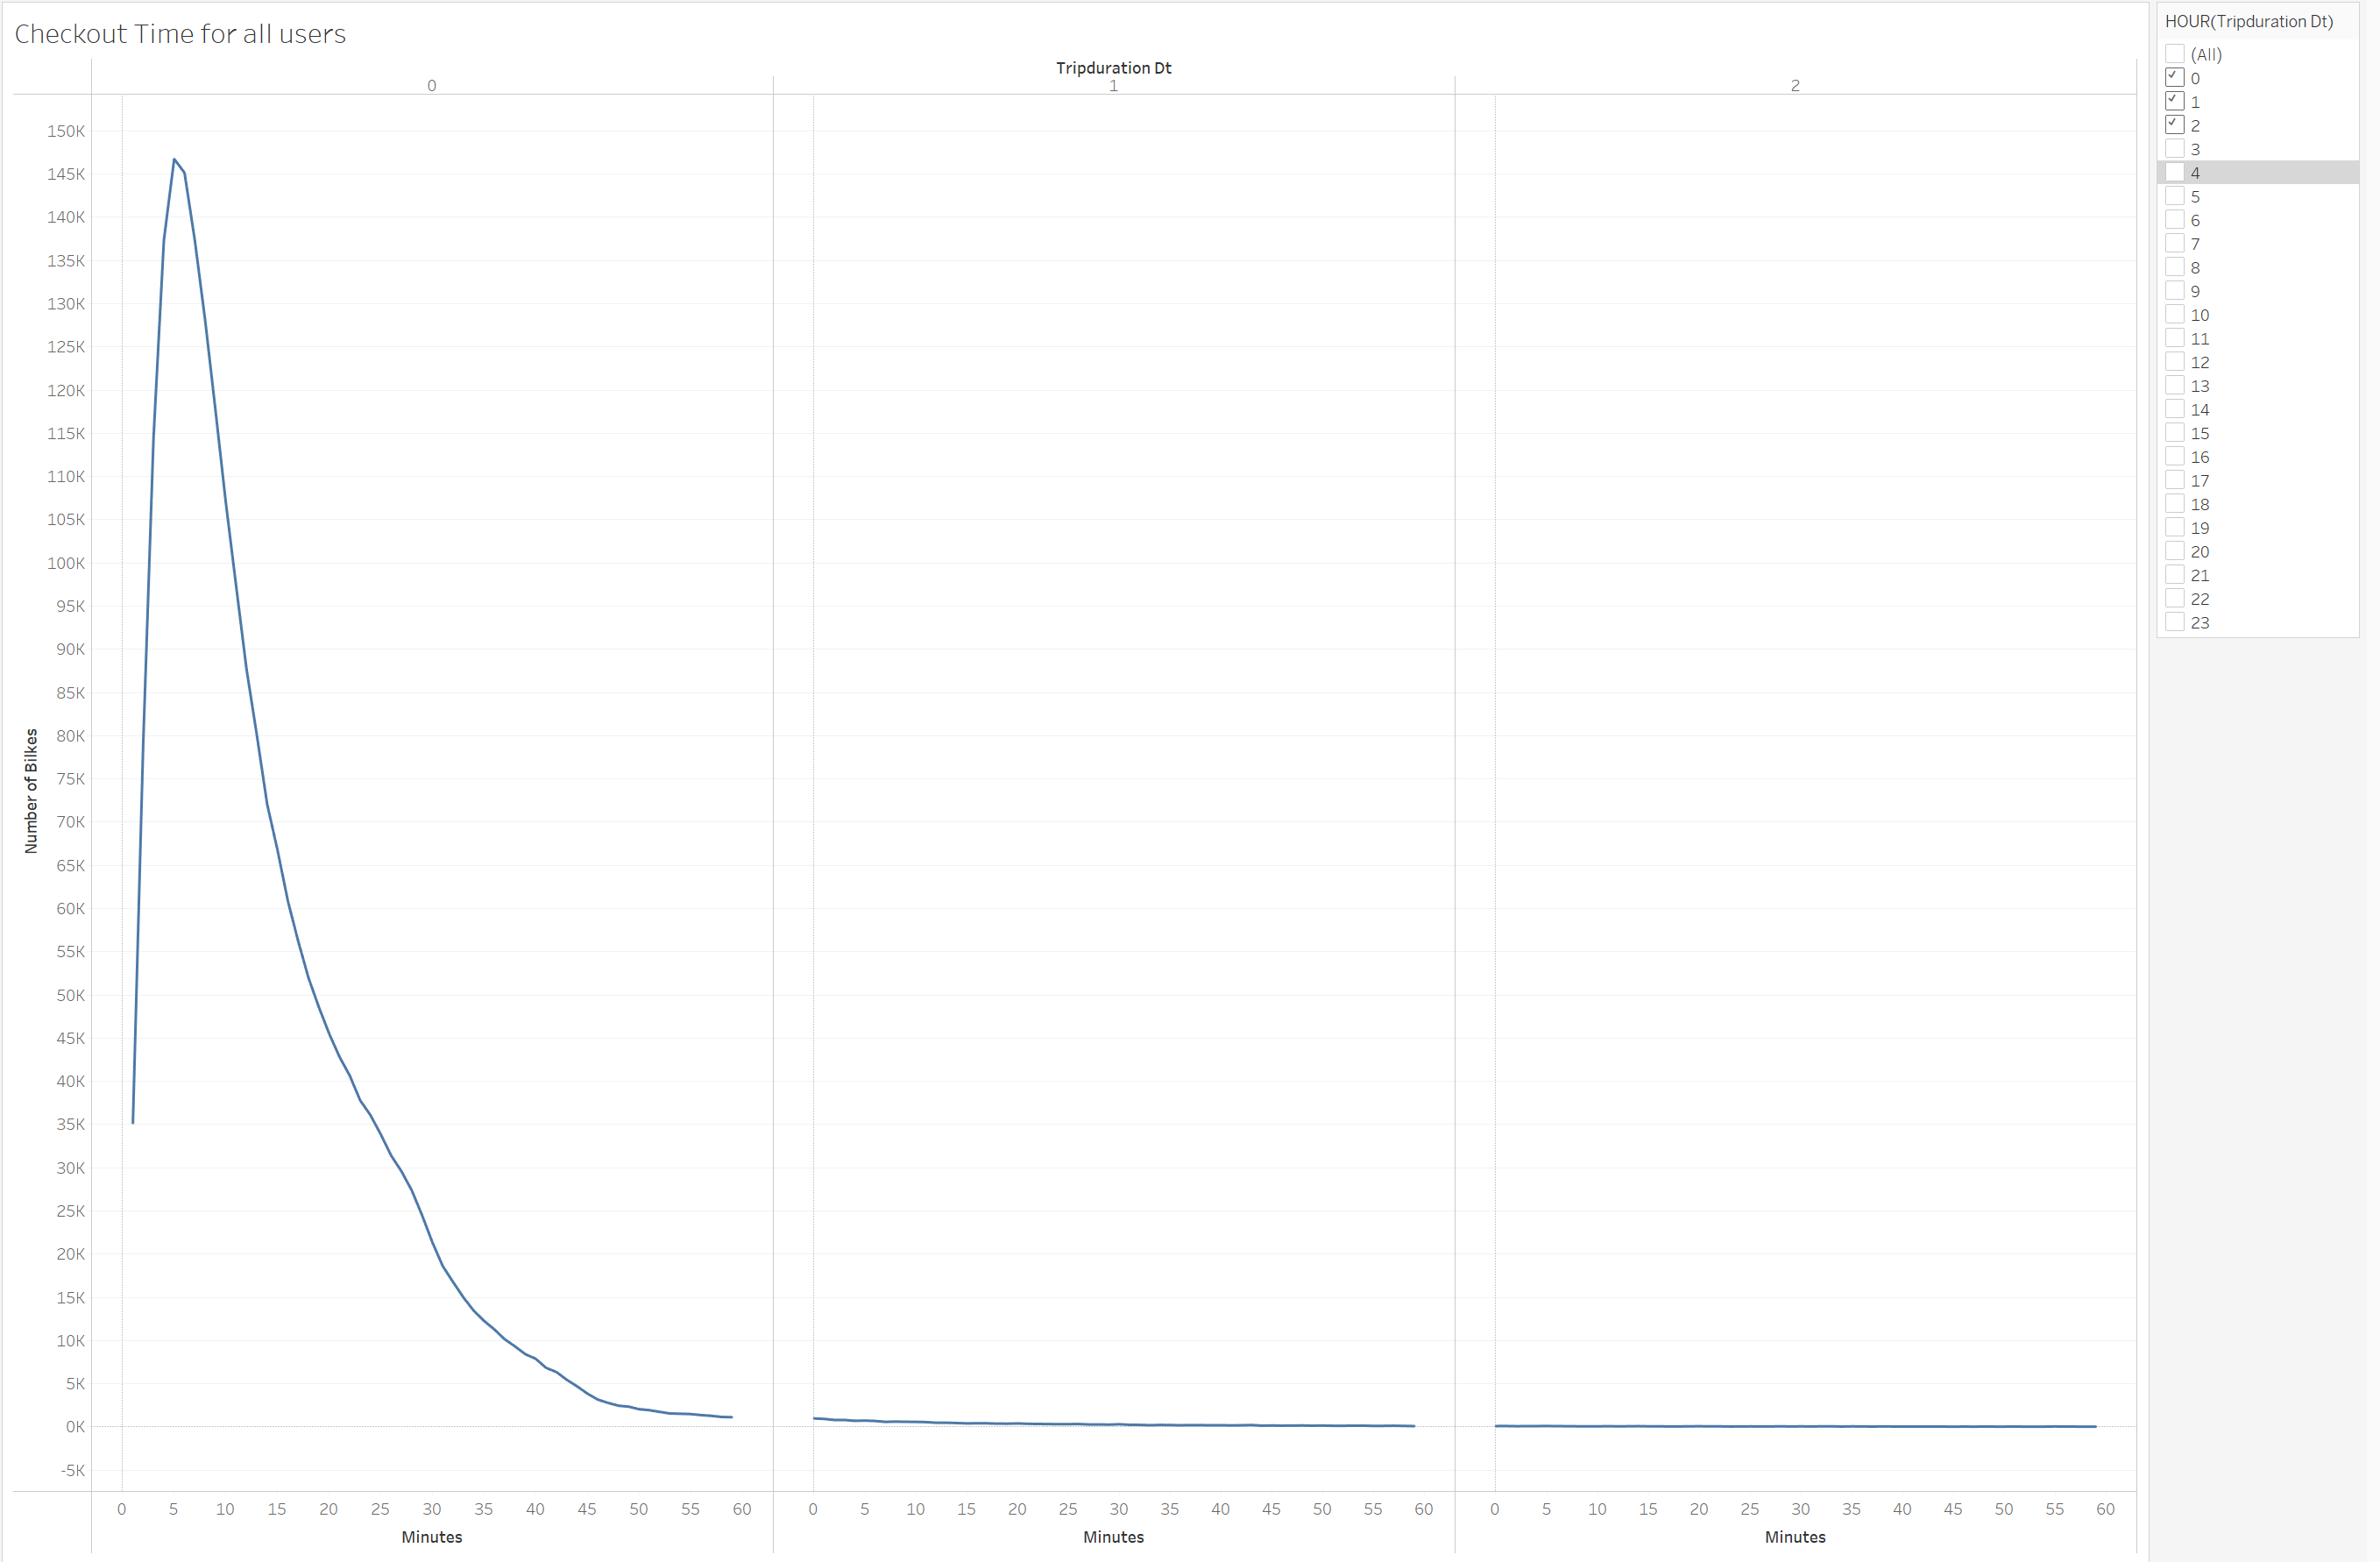 Checkout Time for all users
Tripduration Dt
0 1 2
150K
145K
140K
135K
130K
125K
120K
115K
110K
105K
100K
95K
90K
85K
80K
75K
70K
65K
60K
55K
50K
45K
40K
35K
30K
25K
20K
15K
10K
5K
0K
-5K
Number of Bilkes
0 5 10 15 20 25 30 35 40 45 50 55 60
0 5 10 15 20 25 30 35 40 45 50 55 60
0 5 10 15 20 25 30 35 40 45 50 55 60
Minutes Minutes Minutes
HOUR(Tripduration Dt)
(All)
0
1
2
3
4
5
6
7
8
9
10
11
12
13
14
15
16
17
18
19
20
21
22
23